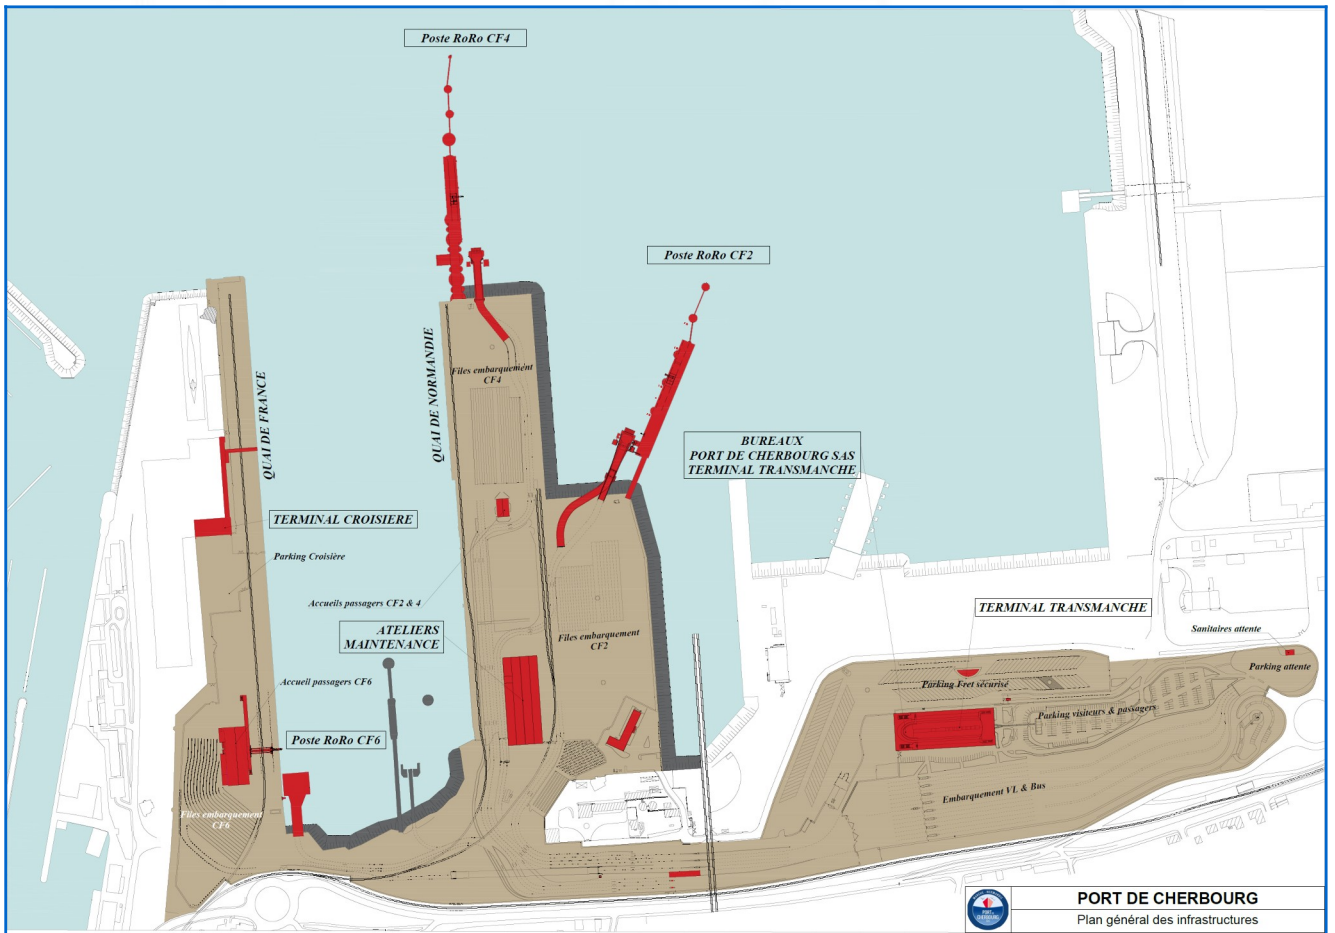 Poste RoRo CF4
Poste RoRo CF2
QUAI DE FRANCE
QUAI DE NORMANDIE
Files embarquement
CF4
BUREAUX
PORT DE CHERBOURG SAS
TERMINAL TRANSMANCHE
TERMINAL CROISIERE
Parking Croisière
Accueils passagers CF2 & 4
ATELIERS
MAINTENANCE
Files embarquement
CF2
TERMINAL TRANSMANCHE
Sanitaires attente
Parking attente
Accueil passagers CF6
Parking Fret sécurisé
Parking visiteurs & passagers
Poste RoRo CF6
Embarquement VL & Bus
Files embarquement
CF6
PORT DE CHERBOURG
Plan général des infrastructures